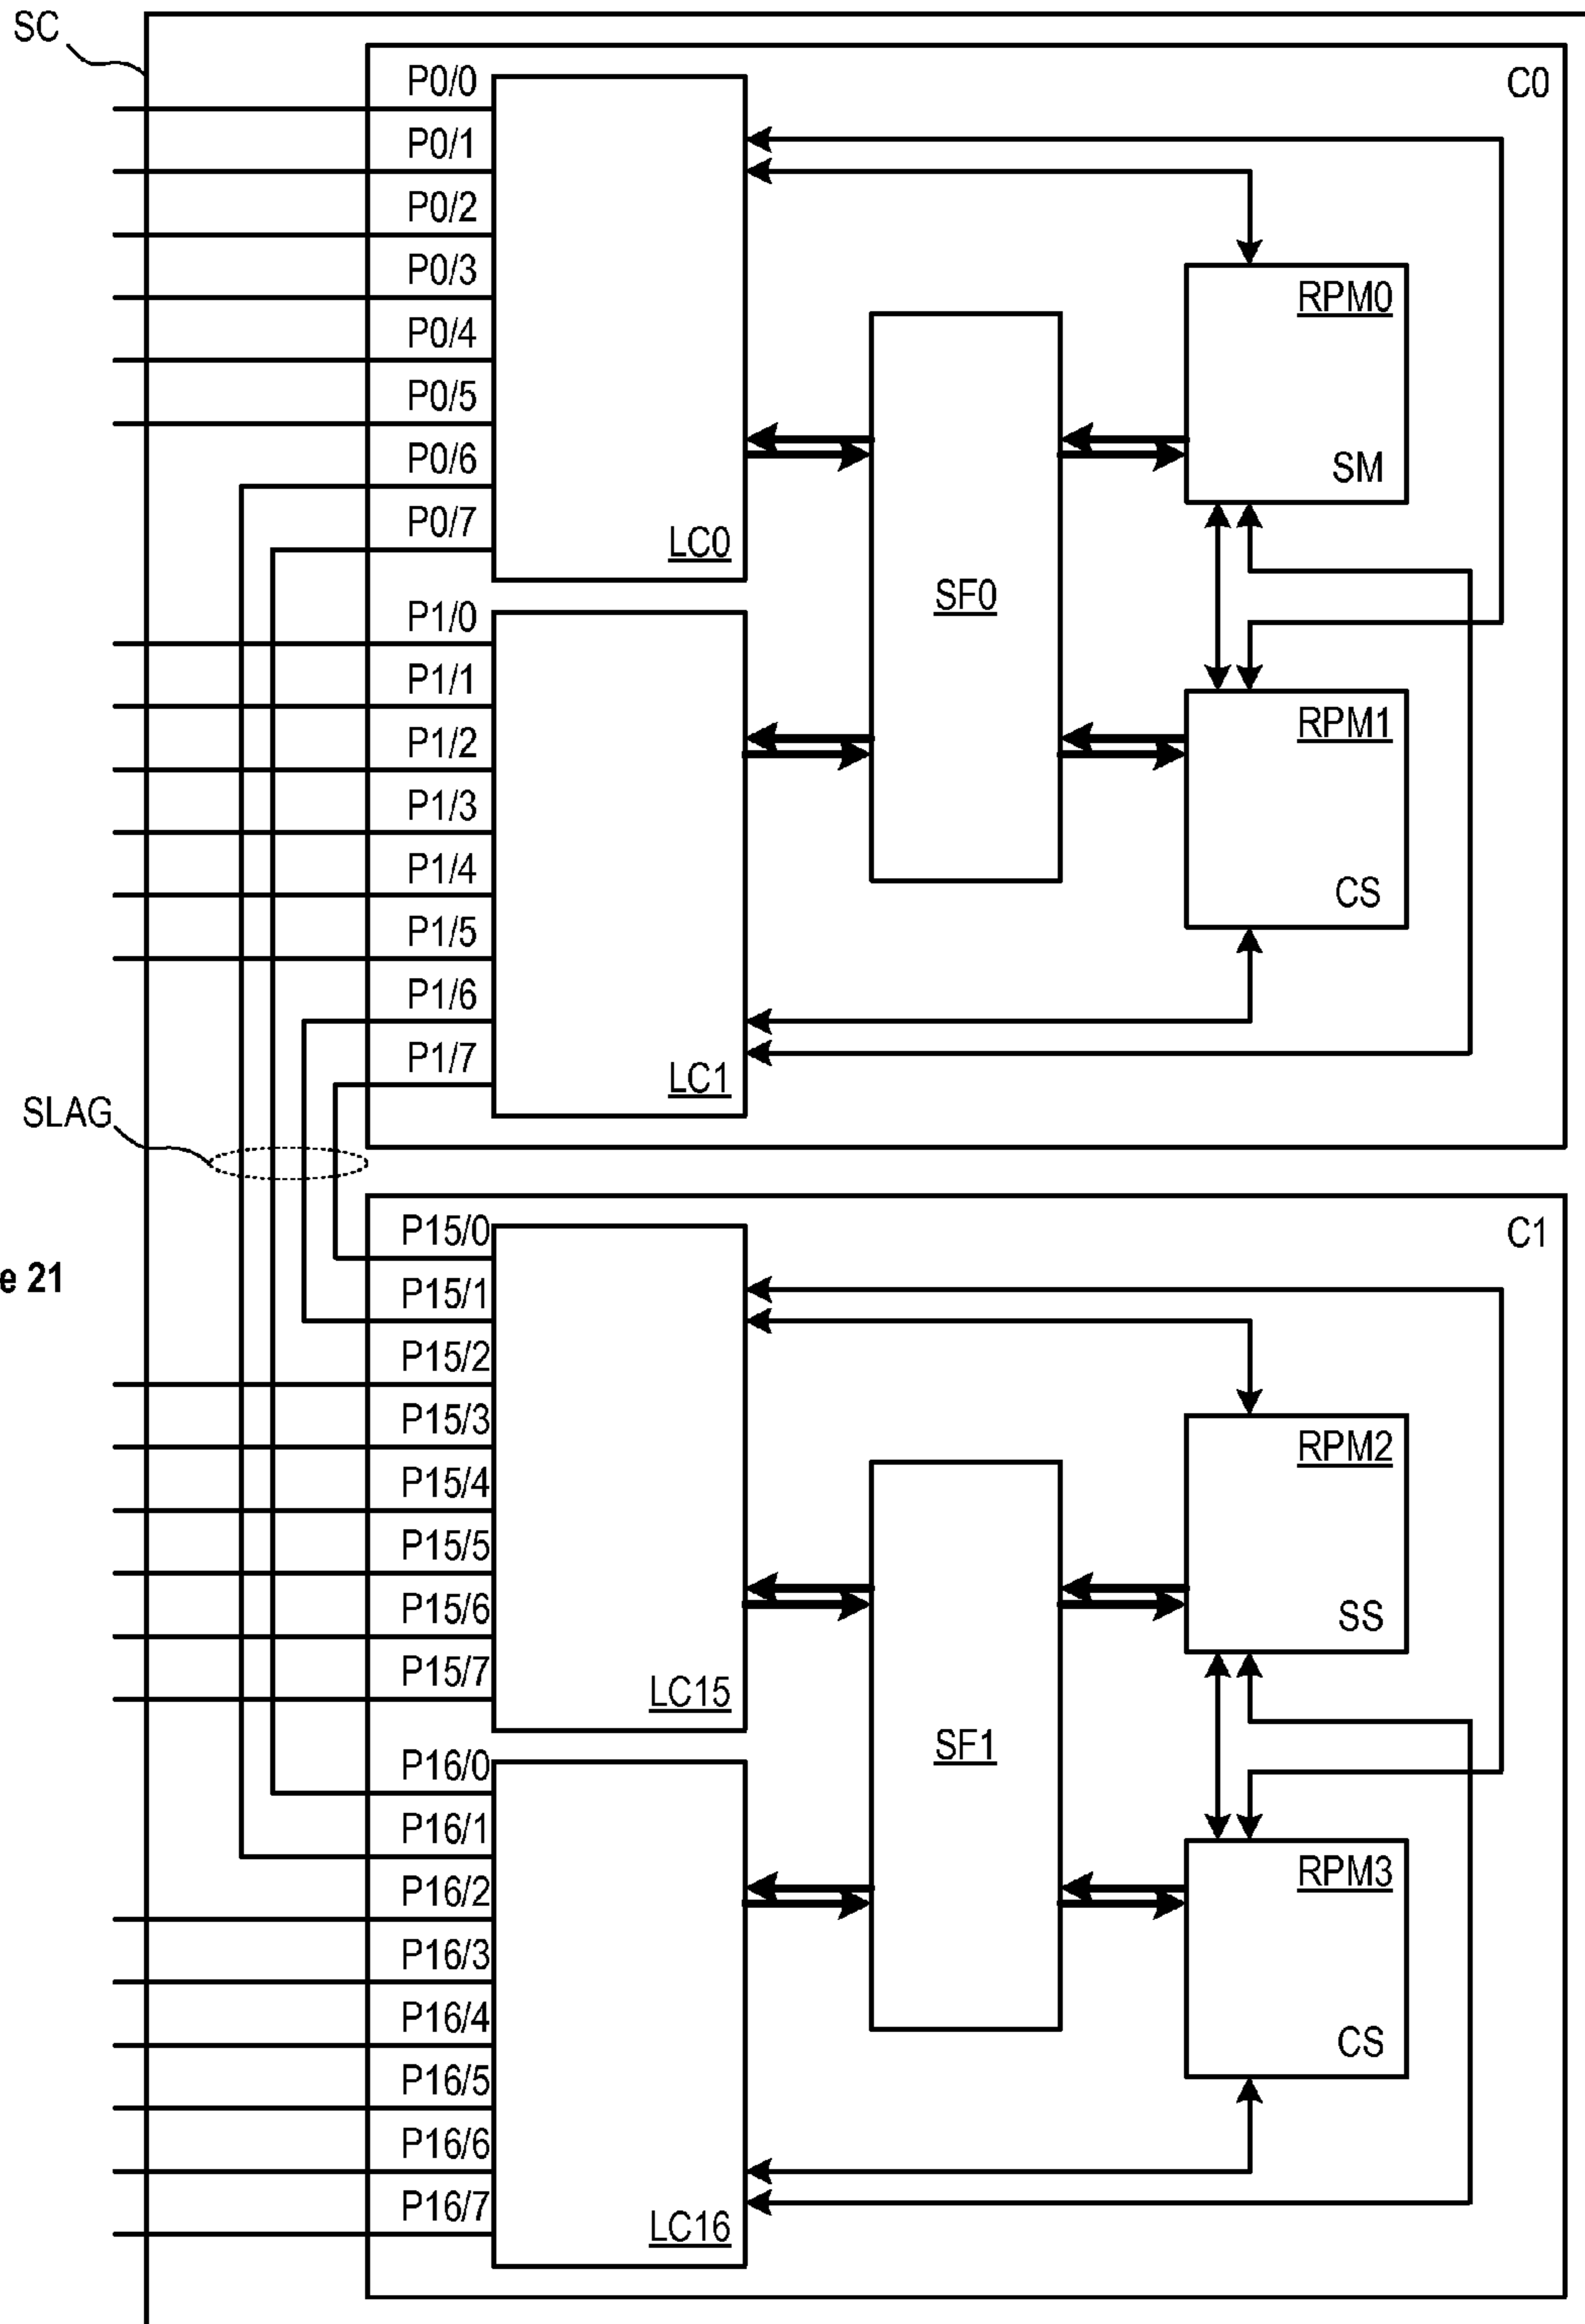 SC
C0
P0/0
P0/1
P0/2
P0/3
P0/4
P0/5
P0/6
P0/7
LC0
RPM0
SM
SF0
P1/0
P1/1
P1/2
P1/3
P1/4
P1/5
P1/6
P1/7
LC1
RPM1
CS
SLAG
e 21
C1
P15/0
P15/1
P15/2
P15/3
P15/4
P15/5
P15/6
P15/7
LC15
RPM2
SS
SF1
P16/0
P16/1
P16/2
P16/3
P16/4
P16/5
P16/6
P16/7
LC16
RPM3
CS